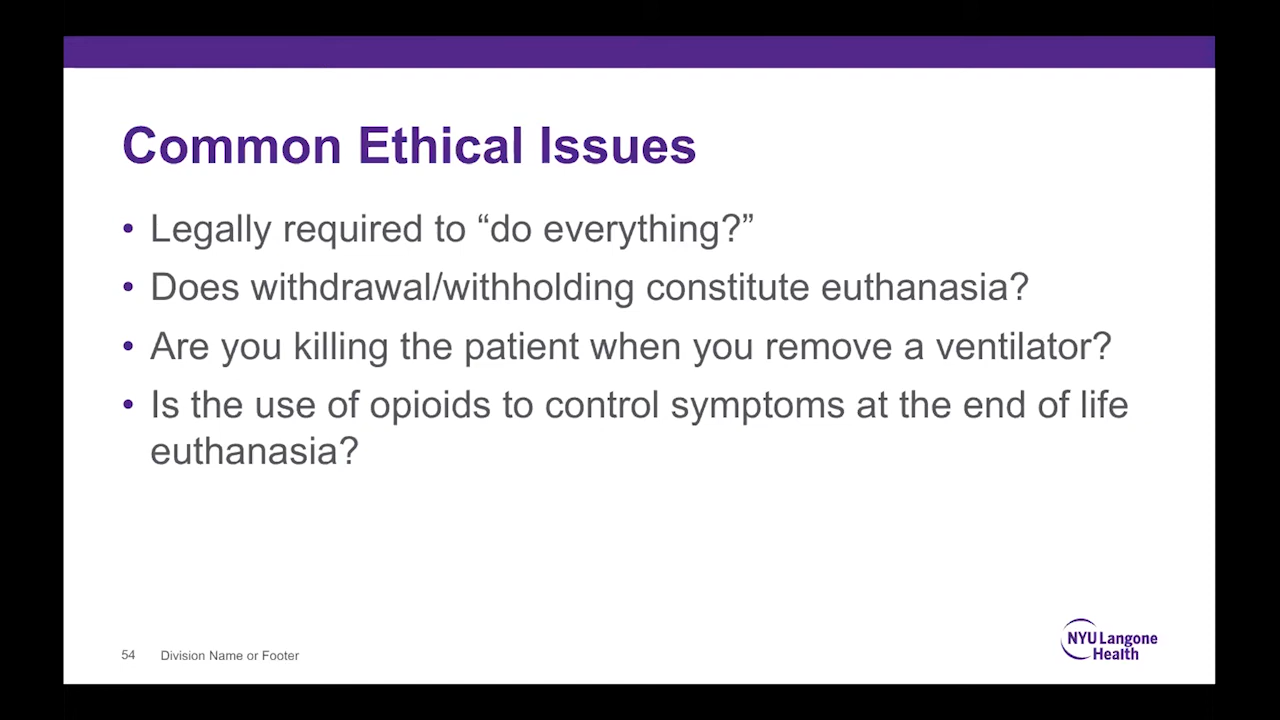 Common Ethical Issues
• Legally required to “do everything?”
• Does withdrawal/withholding constitute euthanasia?
• Are you killing the patient when you remove a ventilator?
• Is the use of opioids to control symptoms at the end of life
euthanasia?
54 Division Name or Footer
NYU Langone
Health